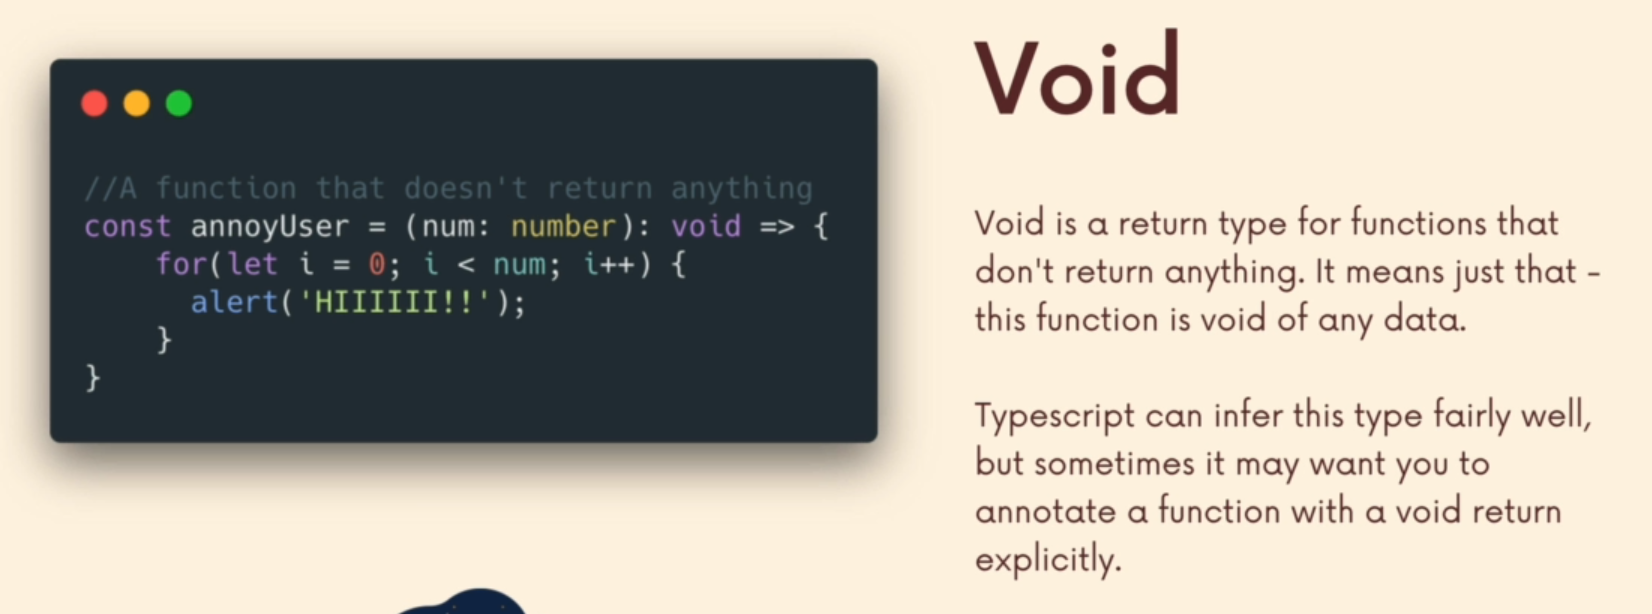 //A function that doesn't return anything
const annoyUser = (num: number): void => {
    for(let i = 0; i < num; i++) {
      alert('HIIIIII!!');
    }
}
Void
Void is a return type for functions that
don't return anything. It means just that -
this function is void of any data.
Typescript can infer this type fairly well,
but sometimes it may want you to
annotate a function with a void return
explicitly.